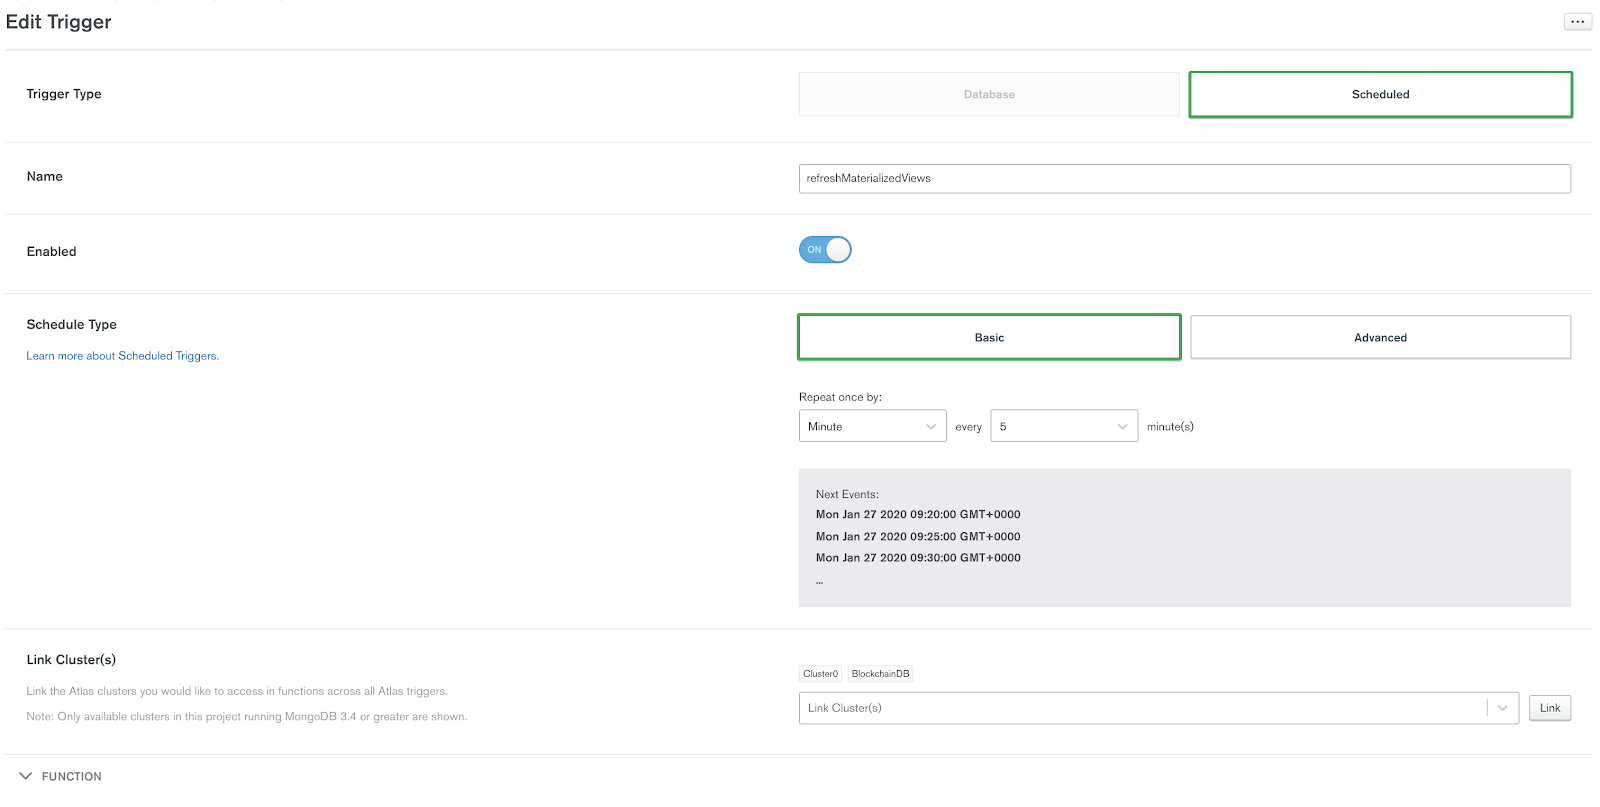 Edit Trigger
...
Trigger Type
Database
Scheduled
Name
refreshMaterializedViews
Enabled
ON
Schedule Type
Learn more about Scheduled Triggers.
Basic
Advanced
Repeat once by:
Minute every 5 minute(s)
Next Events:
Mon Jan 27 2020 09:20:00 GMT+0000
Mon Jan 27 2020 09:25:00 GMT+0000
Mon Jan 27 2020 09:30:00 GMT+0000
...
Link Cluster(s)
Link the Atlas clusters you would like to access in functions across all Atlas triggers.
Note: Only available clusters in this project running MongoDB 3.4 or greater are shown.
Cluster0 BlockchainDB
Link Cluster(s)
Link
FUNCTION